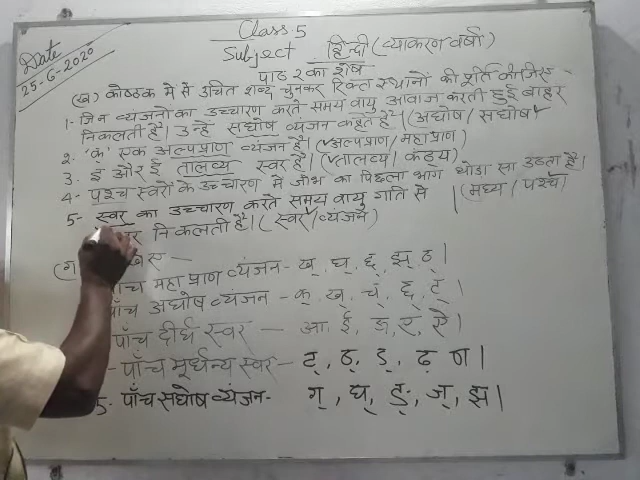 Date
25-6-2020
Class-5
Subject हिन्दी (व्याकरण वर्षा)
पाठ २ का शेष
(ख) कोष्ठक में से उचित शब्द चुनकर रिक्त स्थानों की पूर्ति कीजिए-
1- जिन व्यंजनों का उच्चारण करते समय वायु आवाज करती हुई बाहर
निकलती है। उन्हें सघोष व्यंजन कहते हैं (अघोष/सघोष✓
2. 'क' एक अल्पप्राण व्यंजन है। (✓अल्पप्राण/महाप्राण)
3. इ और ई तालव्य स्वर है। (✓तालव्य/कंठ्य)
4- पश्च स्वरों के उच्चारण में जीभ का पिछला भाग थोड़ा सा उठता है।
(मध्य/पश्च✓)
5- स्वर का उच्चारण करते समय वायु गति से
निकलती है। (स्वर✓/व्यंजन)
(ग)
पाँच महाप्राण व्यंजन- ख्, घ्, छ्, झ्, ठ्।
पाँच अघोष व्यंजन - क्, ख्, च्, छ्, ट्।
पाँच दीर्घ स्वर — आ, ई, ऊ, ए, ऐ।
- पाँच मूर्धन्य स्वर- ट्, ठ्, ड्, ढ़ ण।
5- पाँच सघोष व्यंजन- ग्, घ्, ङ्, ज्, झ।